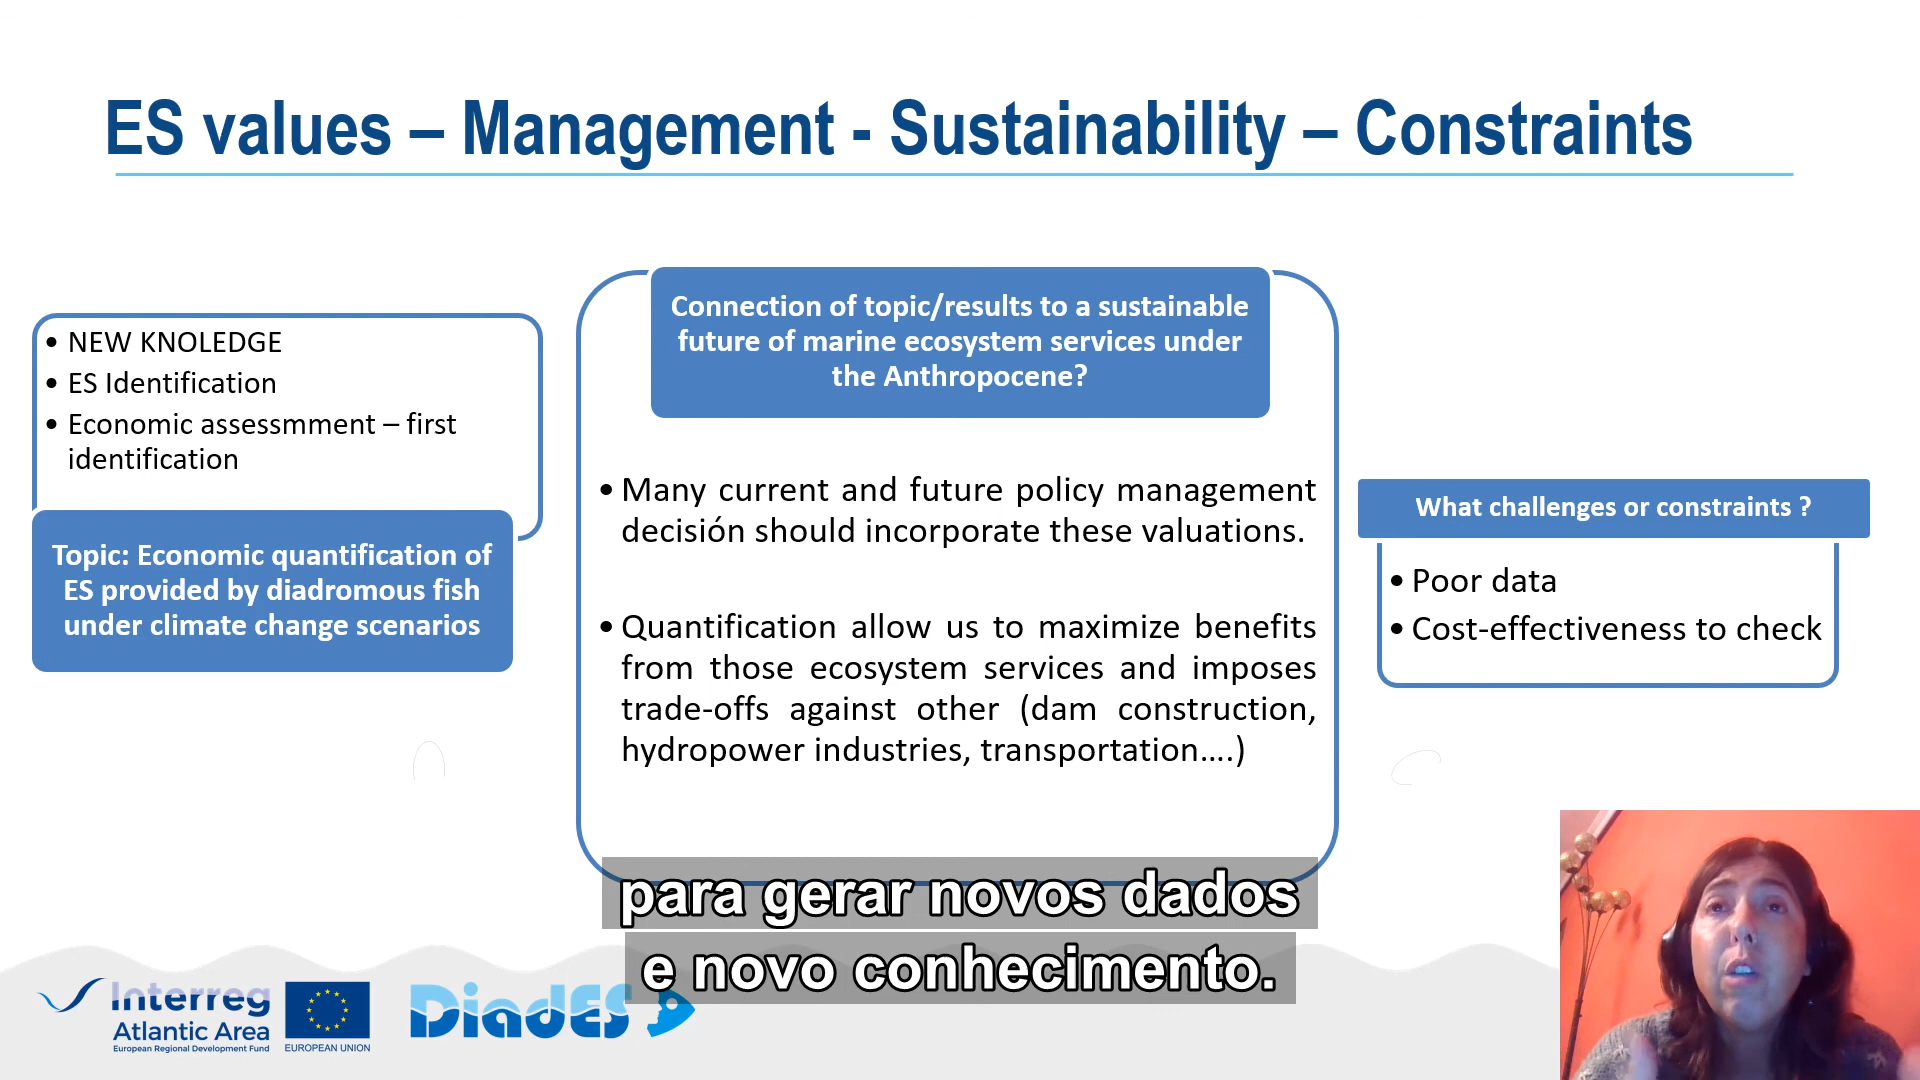 ES values – Management - Sustainability – Constraints
• NEW KNOLEDGE
• ES Identification
• Economic assessmment – first
identification
Topic: Economic quantification of
ES provided by diadromous fish
under climate change scenarios
Connection of topic/results to a sustainable
future of marine ecosystem services under
the Anthropocene?
• Many current and future policy management
decisión should incorporate these valuations.
• Quantification allow us to maximize benefits
from those ecosystem services and imposes
trade-offs against other (dam construction,
hydropower industries, transportation....)
What challenges or constraints ?
• Poor data
• Cost-effectiveness to check
para gerar novos dados
e novo conhecimento.
Interreg
Atlantic Area
European Regional Development Fund
EUROPEAN UNION
DiadES